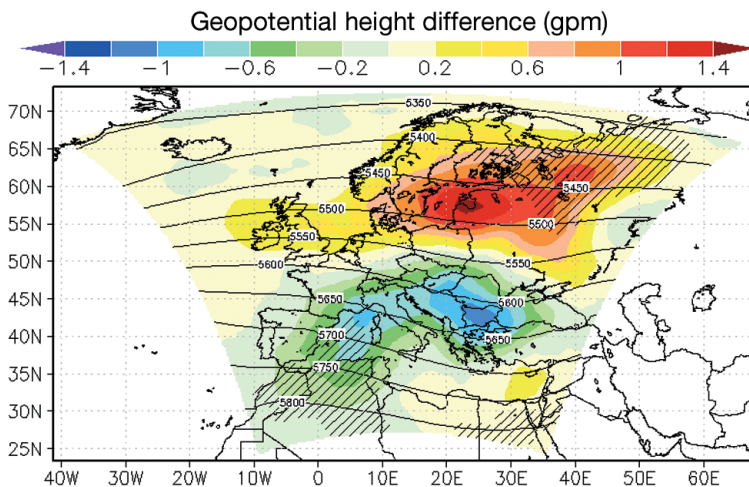 Geopotential height difference (gpm)
−1.4 −1 −0.6 −0.2 0.2 0.6 1 1.4
70N
65N
60N
55N
50N
45N
40N
35N
30N
25N
5350
5400
5450
5450
5500
5500
5550
5550
5600
5600
5650
5650
5700
5750
5800
40W 30W 20W 10W 0 10E 20E 30E 40E 50E 60E